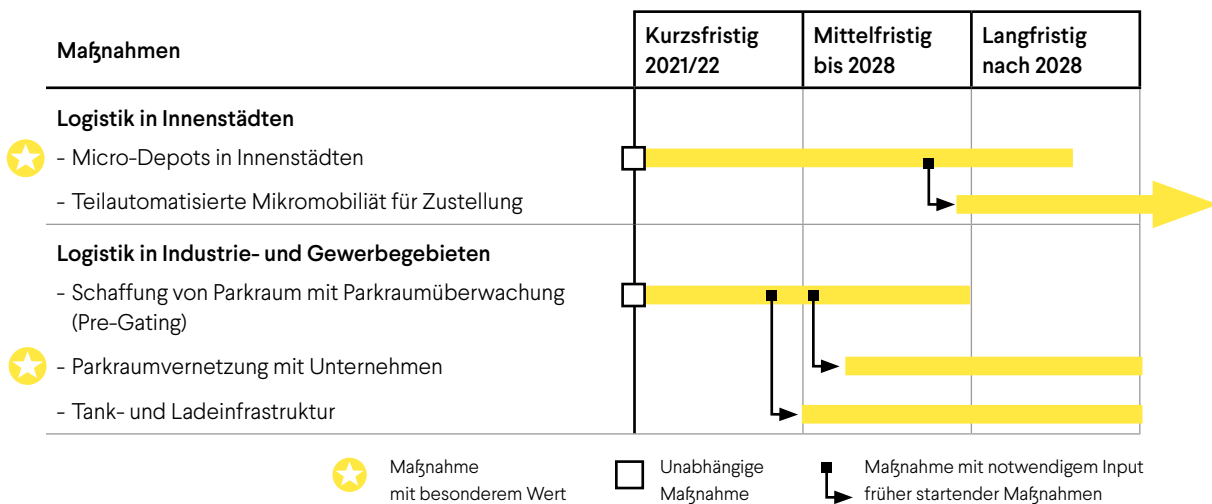 Maßnahmen
Kurzsfristig
2021/22
Mittelfristig
bis 2028
Langfristig
nach 2028
Logistik in Innenstädten
- Micro-Depots in Innenstädten
- Teilautomatisierte Mikromobiliät für Zustellung
Logistik in Industrie- und Gewerbegebieten
- Schaffung von Parkraum mit Parkraumüberwachung
(Pre-Gating)
- Parkraumvernetzung mit Unternehmen
- Tank- und Ladeinfrastruktur
Maßnahme
mit besonderem Wert
Unabhängige
Maßnahme
Maßnahme mit notwendigem Input
früher startender Maßnahmen